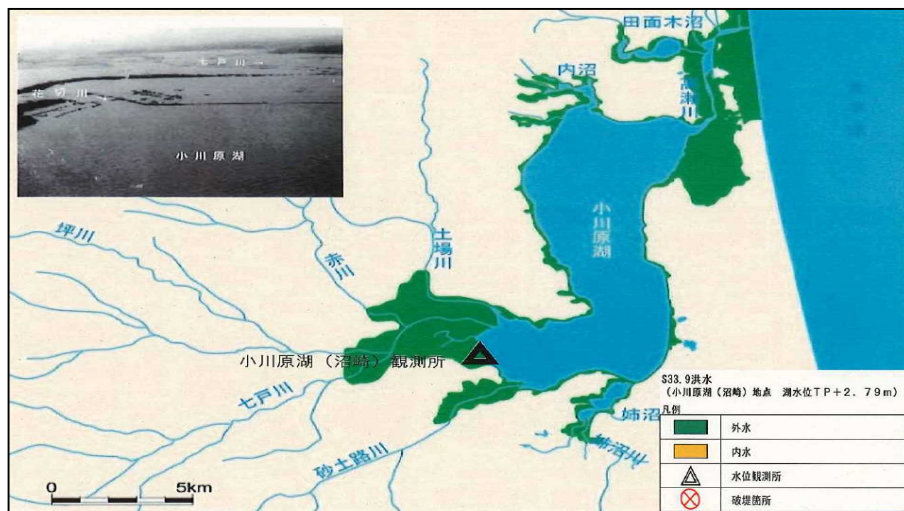 七戸川
花切川
小川原湖
田面木沼
内沼
高瀬川
小川原湖
坪川
赤川
土場川
小川原湖（沼崎）観測所
七戸川
砂土路川
姉沼
姉沼川
0 5km
S33.9洪水
（小川原湖（沼崎）地点 湖水位ＴＰ＋２．７９ｍ）
凡例
外水
内水
水位観測所
破堤箇所